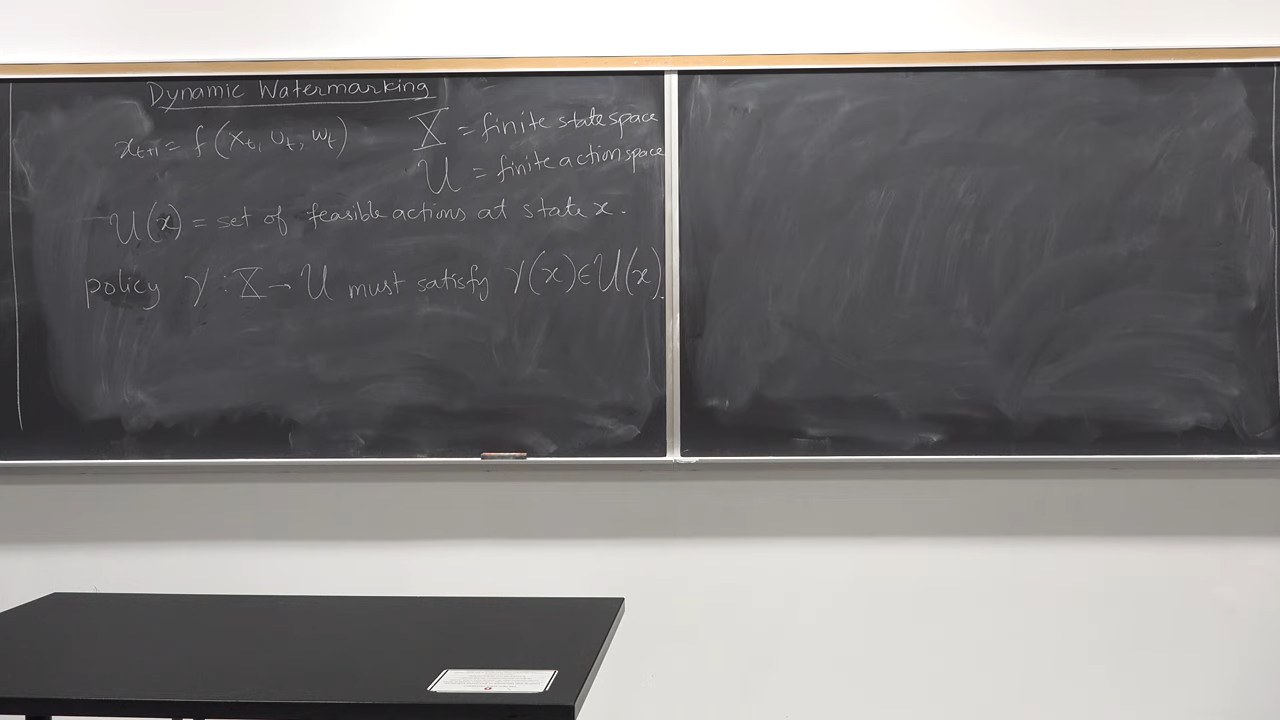 Dynamic Watermarking
x_{t+1} = f(x_t, u_t, w_t)
𝕏 = finite state space
𝒰 = finite action space
𝒰(x) = set of feasible actions at state x.
policy γ : 𝕏 → 𝒰 must satisfy γ(x) ∈ 𝒰(x).